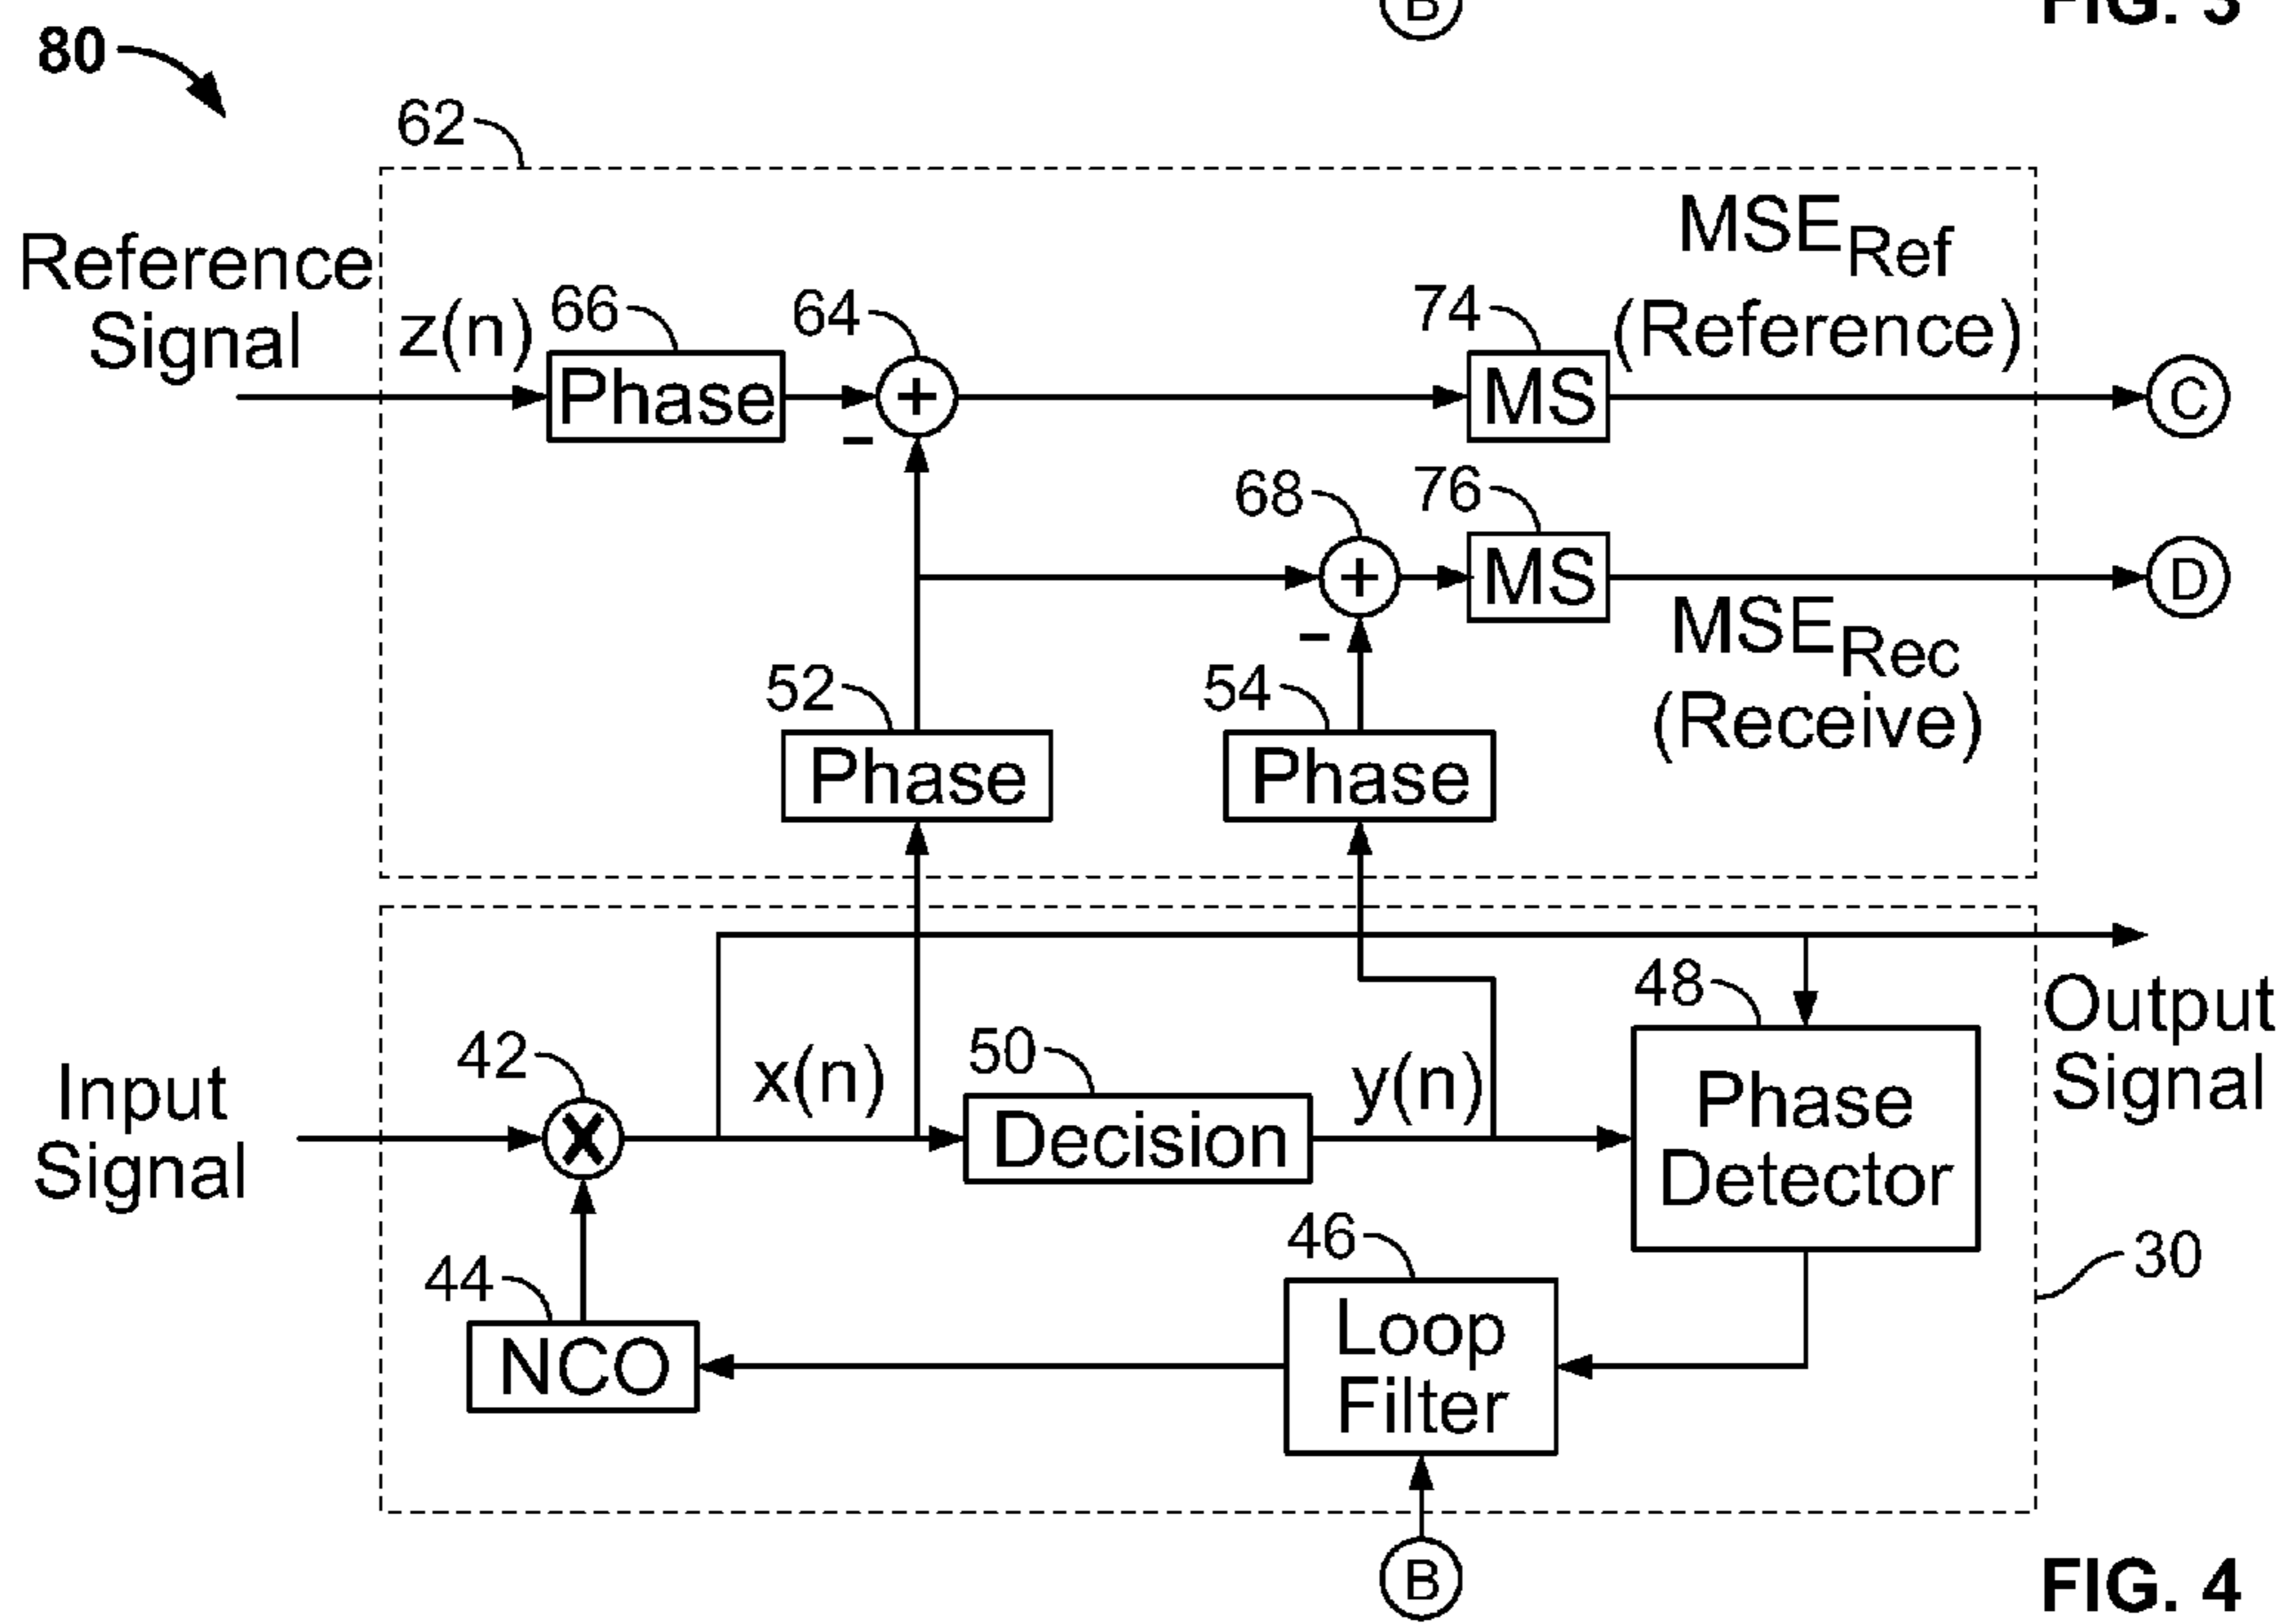 B
FIG. 3
80
62
MSE Ref
(Reference)
Reference
Signal
z(n)
66
Phase
64
+
-
74
MS
C
68
+
-
76
MS
D
MSE Rec
(Receive)
52
Phase
54
Phase
Input
Signal
42
X
x(n)
50
Decision
y(n)
48
Phase
Detector
Output
Signal
30
44
NCO
46
Loop
Filter
B
FIG. 4